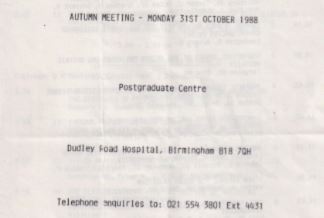 AUTUMN MEETING - MONDAY 31ST OCTOBER 1988
Postgraduate Centre
Dudley Road Hospital, Birmingham B18 7QH
Telephone enquiries to: 021 554 3801 Ext 4431